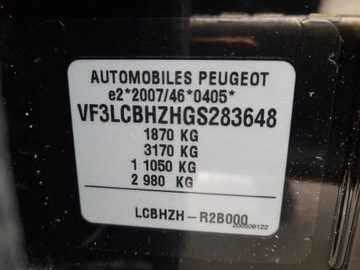 AUTOMOBILES PEUGEOT
e2*2007/46*0405*
VF3LCBHZHGS283648
1870 KG
3170 KG
1 1050 KG
2 980 KG
LCBHZH-R2B000
200506122